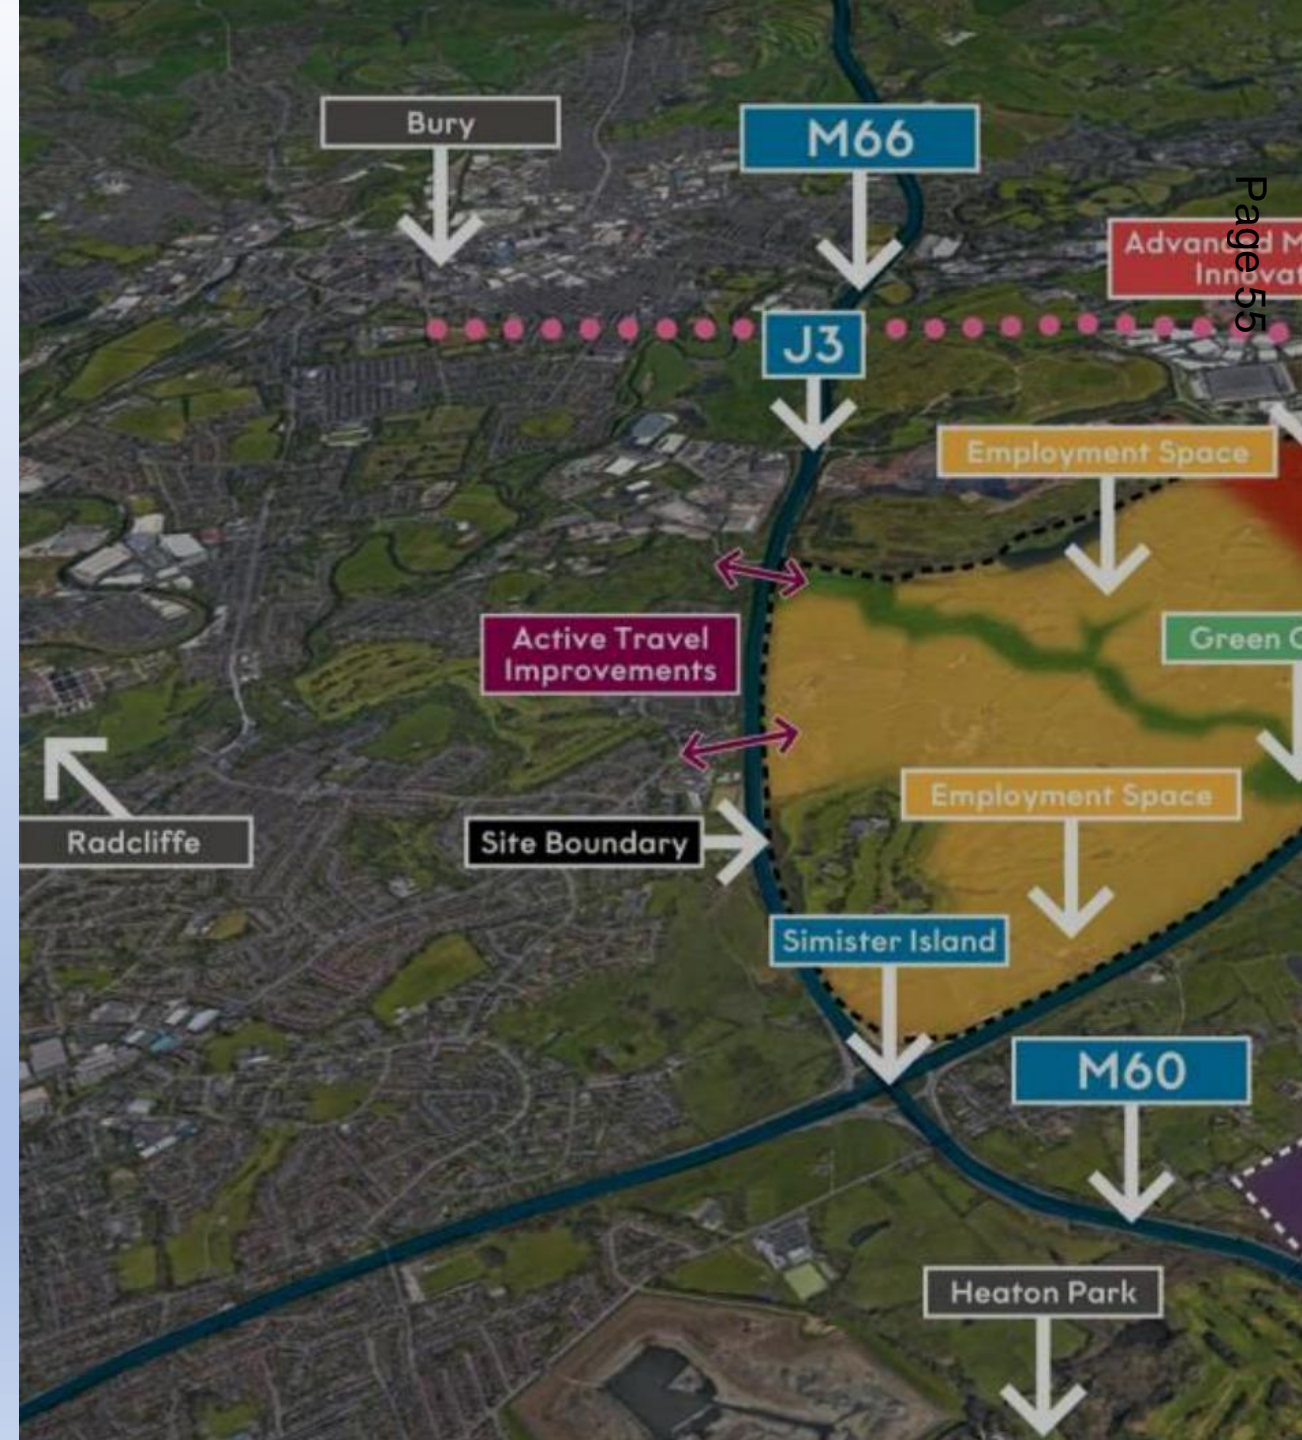 Bury
M66
Page 55
J3
Employment Space
Active Travel
Improvements
Green
Employment Space
Radcliffe
Site Boundary
Simister Island
M60
Heaton Park